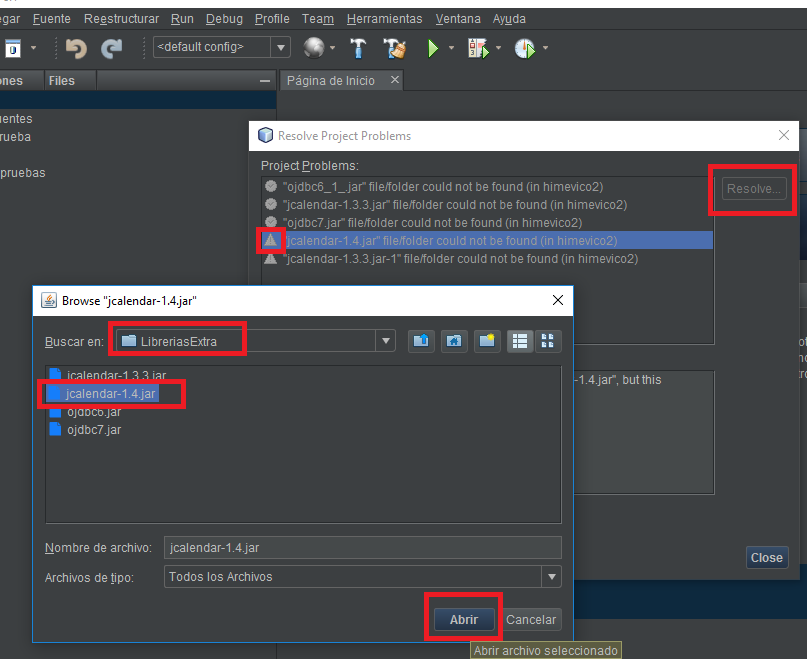 gar Fuente Reestructurar Run Debug Profile Team Herramientas Ventana Ayuda
<default config>
ones Files Página de Inicio
uentes
rueba
pruebas
Resolve Project Problems
Project Problems:
"ojdbc6_1_.jar" file/folder could not be found (in himevico2)
Resolve...
"jcalendar-1.3.3.jar" file/folder could not be found (in himevico2)
"ojdbc7.jar" file/folder could not be found (in himevico2)
"jcalendar-1.4.jar" file/folder could not be found (in himevico2)
"jcalendar-1.3.3.jar-1" file/folder could not be found (in himevico2)
Browse "jcalendar-1.4.jar"
Buscar en: LibreriasExtra
jcalendar-1.3.3.jar
jcalendar-1.4.jar
ojdbc6.jar
ojdbc7.jar
-1.4.jar", but this
Nombre de archivo: jcalendar-1.4.jar
Archivos de tipo: Todos los Archivos
Close
Abrir Cancelar
Abrir archivo seleccionado